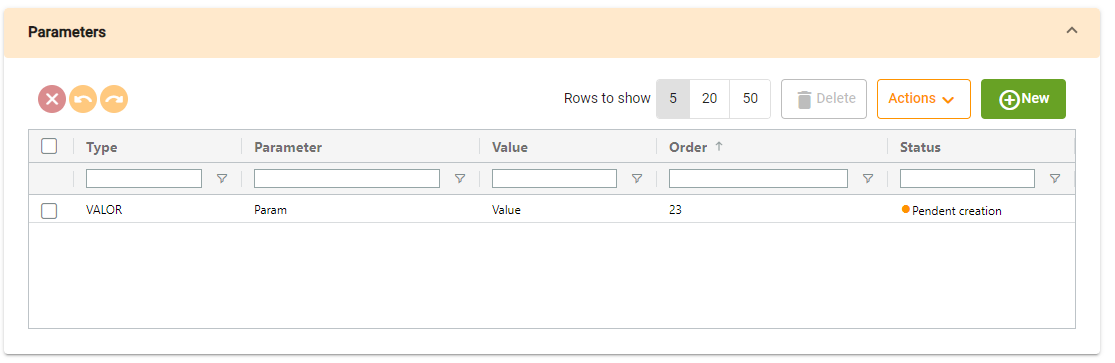 Parameters
Rows to show 5 20 50 Delete Actions New
Type Parameter Value Order Status
VALOR Param Value 23 Pendent creation